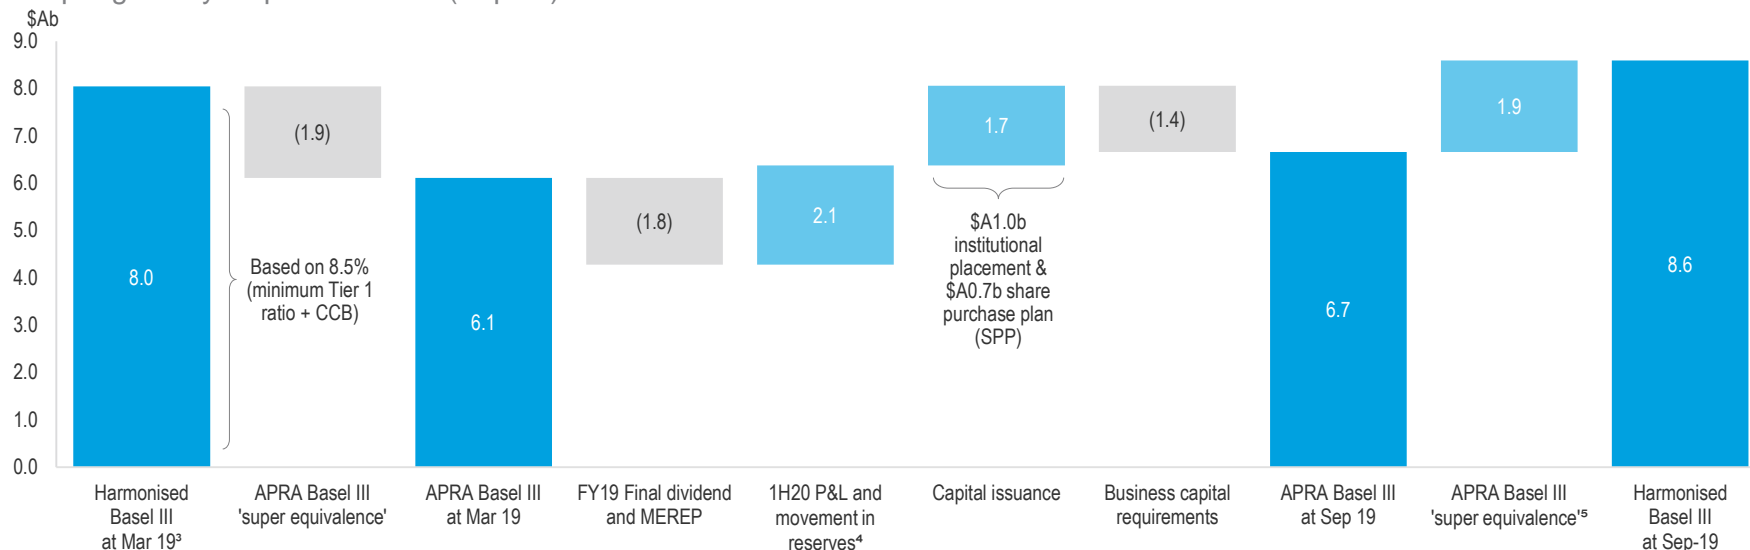 $Ab
9.0
8.0
7.0
6.0
5.0
4.0
3.0
2.0
1.0
0.0
8.0
(1.9)
Based on 8.5%
(minimum Tier 1
ratio + CCB)
6.1
(1.8)
2.1
1.7
$A1.0b
institutional
placement &
$A0.7b share
purchase plan
(SPP)
(1.4)
6.7
1.9
8.6
Harmonised
Basel III
at Mar 19³
APRA Basel III
'super equivalence'
APRA Basel III
at Mar 19
FY19 Final dividend
and MEREP
1H20 P&L and
movement in
reserves⁴
Capital issuance
Business capital
requirements
APRA Basel III
at Sep 19
APRA Basel III
'super equivalence'⁵
Harmonised
Basel III
at Sep-19